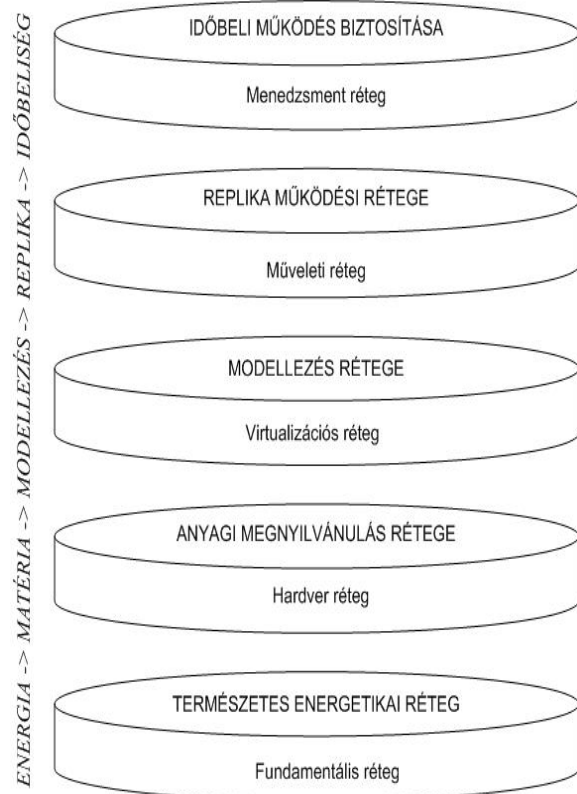 IDŐBELI MŰKÖDÉS BIZTOSÍTÁSA
Menedzsment réteg
REPLIKA MŰKÖDÉSI RÉTEGE
Műveleti réteg
MODELLEZÉS RÉTEGE
Virtualizációs réteg
ANYAGI MEGNYILVÁNULÁS RÉTEGE
Hardver réteg
TERMÉSZETES ENERGETIKAI RÉTEG
Fundamentális réteg
ENERGIA -> MATÉRIA -> MODELLEZÉS -> REPLIKA -> IDŐBELISÉG